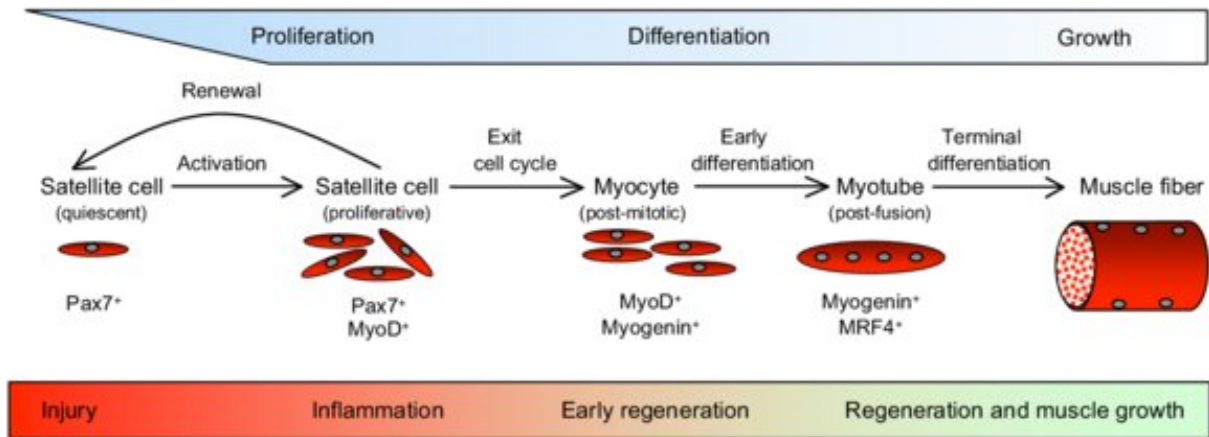 Proliferation Differentiation Growth
Renewal
Activation
Exit
cell cycle
Early
differentiation
Terminal
differentiation
Satellite cell
(quiescent)
Satellite cell
(proliferative)
Myocyte
(post-mitotic)
Myotube
(post-fusion)
Muscle fiber
Pax7⁺
Pax7⁺
MyoD⁺
MyoD⁺
Myogenin⁺
Myogenin⁺
MRF4⁺
Injury Inflammation Early regeneration Regeneration and muscle growth